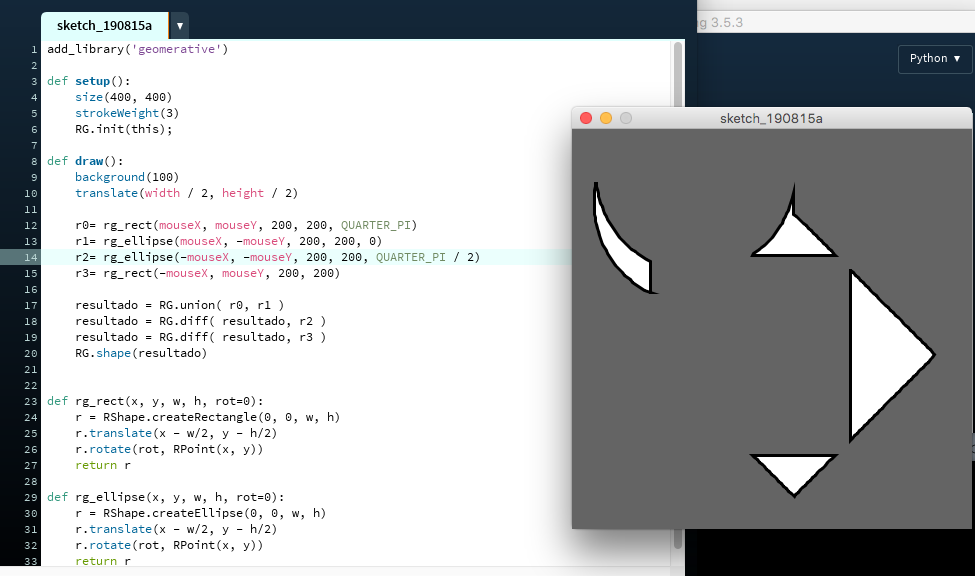 sketch_190815a ▼
g 3.5.3
Python ▼
1 add_library('geomerative')
2
3 def setup():
4     size(400, 400)
5     strokeWeight(3)
6     RG.init(this);
7
8 def draw():
9     background(100)
10     translate(width / 2, height / 2)
11
12     r0= rg_rect(mouseX, mouseY, 200, 200, QUARTER_PI)
13     r1= rg_ellipse(mouseX, -mouseY, 200, 200, 0)
14     r2= rg_ellipse(-mouseX, -mouseY, 200, 200, QUARTER_PI / 2)
15     r3= rg_rect(-mouseX, mouseY, 200, 200)
16
17     resultado = RG.union( r0, r1 )
18     resultado = RG.diff( resultado, r2 )
19     resultado = RG.diff( resultado, r3 )
20     RG.shape(resultado)
21
22
23 def rg_rect(x, y, w, h, rot=0):
24     r = RShape.createRectangle(0, 0, w, h)
25     r.translate(x - w/2, y - h/2)
26     r.rotate(rot, RPoint(x, y))
27     return r
28
29 def rg_ellipse(x, y, w, h, rot=0):
30     r = RShape.createEllipse(0, 0, w, h)
31     r.translate(x - w/2, y - h/2)
32     r.rotate(rot, RPoint(x, y))
33     return r
sketch_190815a